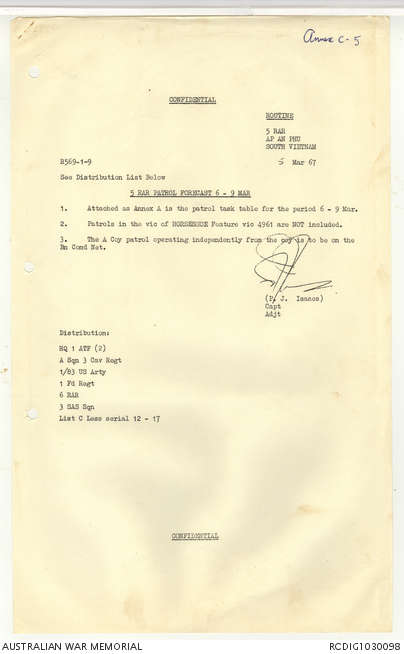 Annex C-5
CONFIDENTIAL
ROUTINE
5 RAR
AP AN PHU
SOUTH VIETNAM
R569-1-9
5 Mar 67
See Distribution List Below
5 RAR PATROL FORECAST 6 - 9 MAR
1. Attached as Annex A is the patrol task table for the period 6 - 9 Mar.
2. Patrols in the vic of HORSESHOE Feature vic 4961 are NOT included.
3. The A Coy patrol operating independently from the coy is to be on the
Bn Comd Net.
(P. J. Isaacs)
Capt
Adjt
Distribution:
HQ 1 ATF (2)
A Sqn 3 Cav Regt
1/83 US Arty
1 Fd Regt
6 RAR
3 SAS Sqn
List C Less serial 12 - 17
CONFIDENTIAL
AUSTRALIAN WAR MEMORIAL
RCDIG1030098